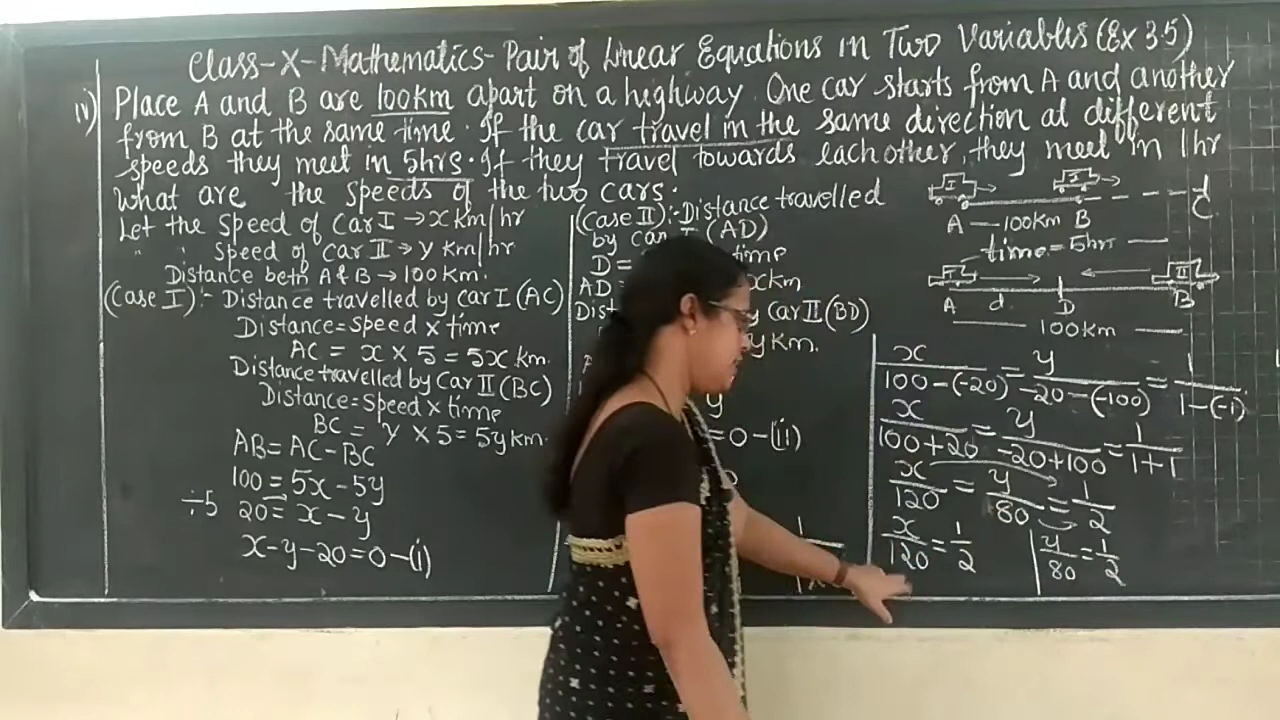 Class-X-Mathematics-Pair of Linear Equations in Two Variables (Ex 3.5)
iv) Place A and B are 100km apart on a highway. One car starts from A and another
from B at the same time. If the car travel in the same direction at different
speeds they meet in 5hrs. If they travel towards each other, they meet in 1hr
What are the speeds of the two cars.
Let the Speed of Car I → x km/hr
" Speed of Car II → y km/hr
Distance betn A & B → 100 km.
(Case I):- Distance travelled by Car I (AC)
Distance = Speed × time
AC = x × 5 = 5x km.
Distance travelled by Car II (BC)
Distance = Speed × time
BC = y × 5 = 5y km.
AB = AC - BC
100 = 5x - 5y
÷5 20 = x - y
x - y - 20 = 0 - (i)
(Case II):- Distance travelled
by car (AD)
D = time
AD = xkm
Car II (BD)
y km.
y
= 0 - (ii)
I → II →
A — 100km B - - - C
time = 5hrs
I II
A d. D B
100km
x/100-(-20) = y/-20-(-100) = 1/1-(-1)
x/100+20 = y/-20+100 = 1/1+1
x/120 = y/80 = 1/2
x/120 = 1/2 | y/80 = 1/2